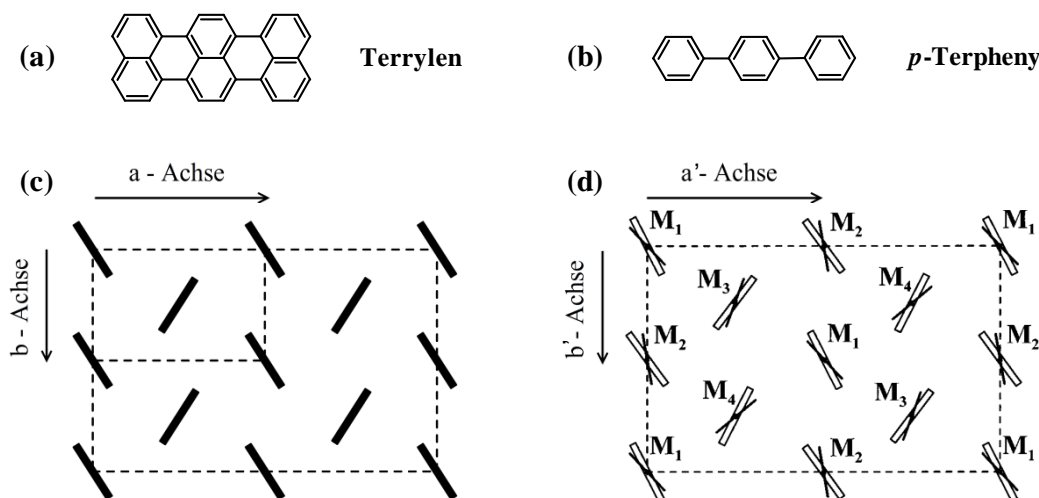 (a) Terrylen (b) p-Terpheny
(c) a - Achse (d) a’- Achse
b - Achse b’- Achse
M₁ M₂ M₁
M₃ M₄
M₂ M₁ M₂
M₄ M₃
M₁ M₂ M₁